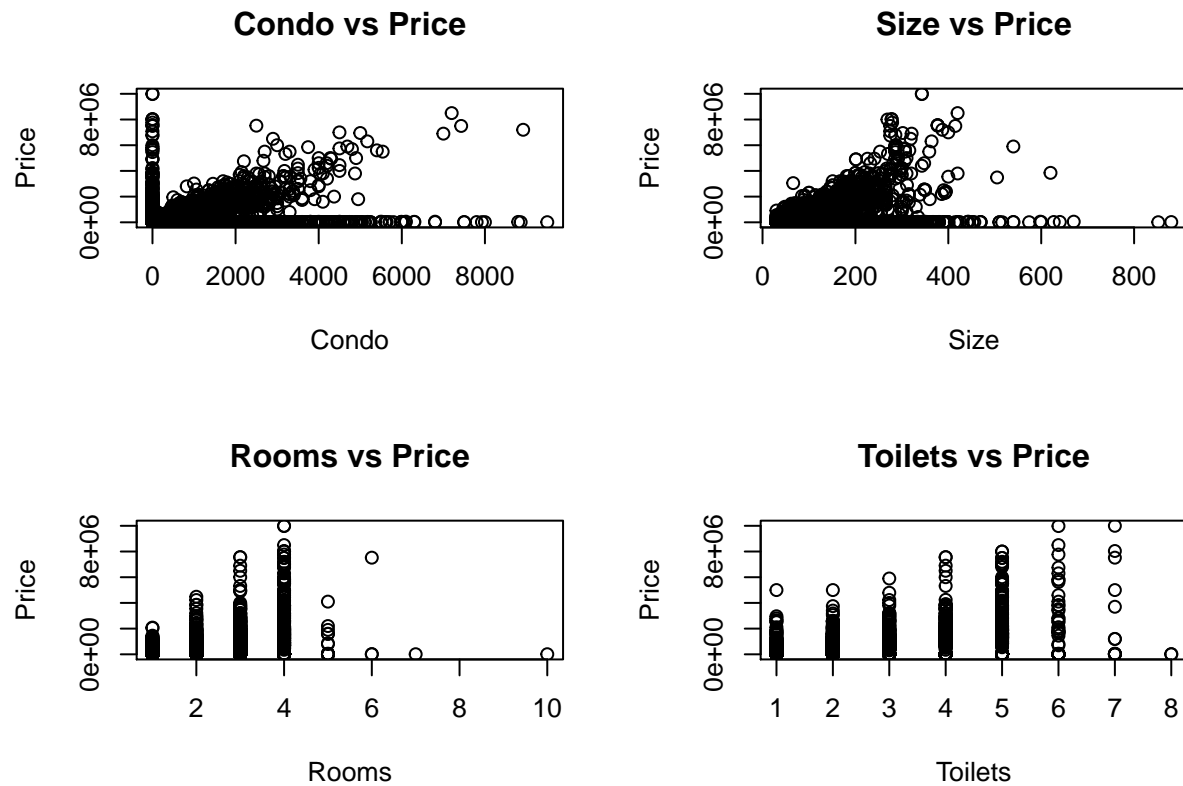 Condo vs Price
Price
0e+00 8e+06
0 2000 4000 6000 8000
Condo
Size vs Price
Price
0e+00 8e+06
0 200 400 600 800
Size
Rooms vs Price
Price
0e+00 8e+06
2 4 6 8 10
Rooms
Toilets vs Price
Price
0e+00 8e+06
1 2 3 4 5 6 7 8
Toilets